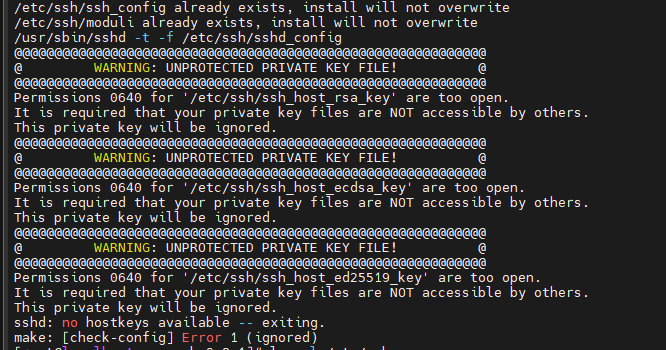 /etc/ssh/ssh_config already exists, install will not overwrite
/etc/ssh/moduli already exists, install will not overwrite
/usr/sbin/sshd -t -f /etc/ssh/sshd_config
@@@@@@@@@@@@@@@@@@@@@@@@@@@@@@@@@@@@@@@@@@@@@@@@@@@@@@@@@@@
@         WARNING: UNPROTECTED PRIVATE KEY FILE!          @
@@@@@@@@@@@@@@@@@@@@@@@@@@@@@@@@@@@@@@@@@@@@@@@@@@@@@@@@@@@
Permissions 0640 for '/etc/ssh/ssh_host_rsa_key' are too open.
It is required that your private key files are NOT accessible by others.
This private key will be ignored.
@@@@@@@@@@@@@@@@@@@@@@@@@@@@@@@@@@@@@@@@@@@@@@@@@@@@@@@@@@@
@         WARNING: UNPROTECTED PRIVATE KEY FILE!          @
@@@@@@@@@@@@@@@@@@@@@@@@@@@@@@@@@@@@@@@@@@@@@@@@@@@@@@@@@@@
Permissions 0640 for '/etc/ssh/ssh_host_ecdsa_key' are too open.
It is required that your private key files are NOT accessible by others.
This private key will be ignored.
@@@@@@@@@@@@@@@@@@@@@@@@@@@@@@@@@@@@@@@@@@@@@@@@@@@@@@@@@@@
@         WARNING: UNPROTECTED PRIVATE KEY FILE!          @
@@@@@@@@@@@@@@@@@@@@@@@@@@@@@@@@@@@@@@@@@@@@@@@@@@@@@@@@@@@
Permissions 0640 for '/etc/ssh/ssh_host_ed25519_key' are too open.
It is required that your private key files are NOT accessible by others.
This private key will be ignored.
sshd: no hostkeys available -- exiting.
make: [check-config] Error 1 (ignored)